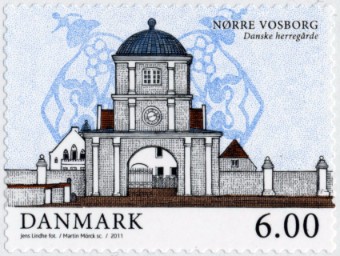 NØRRE VOSBORG
Danske herregårde
DANMARK
6.00
Jens Lindhe fot. / Martin Mörck sc. / 2011